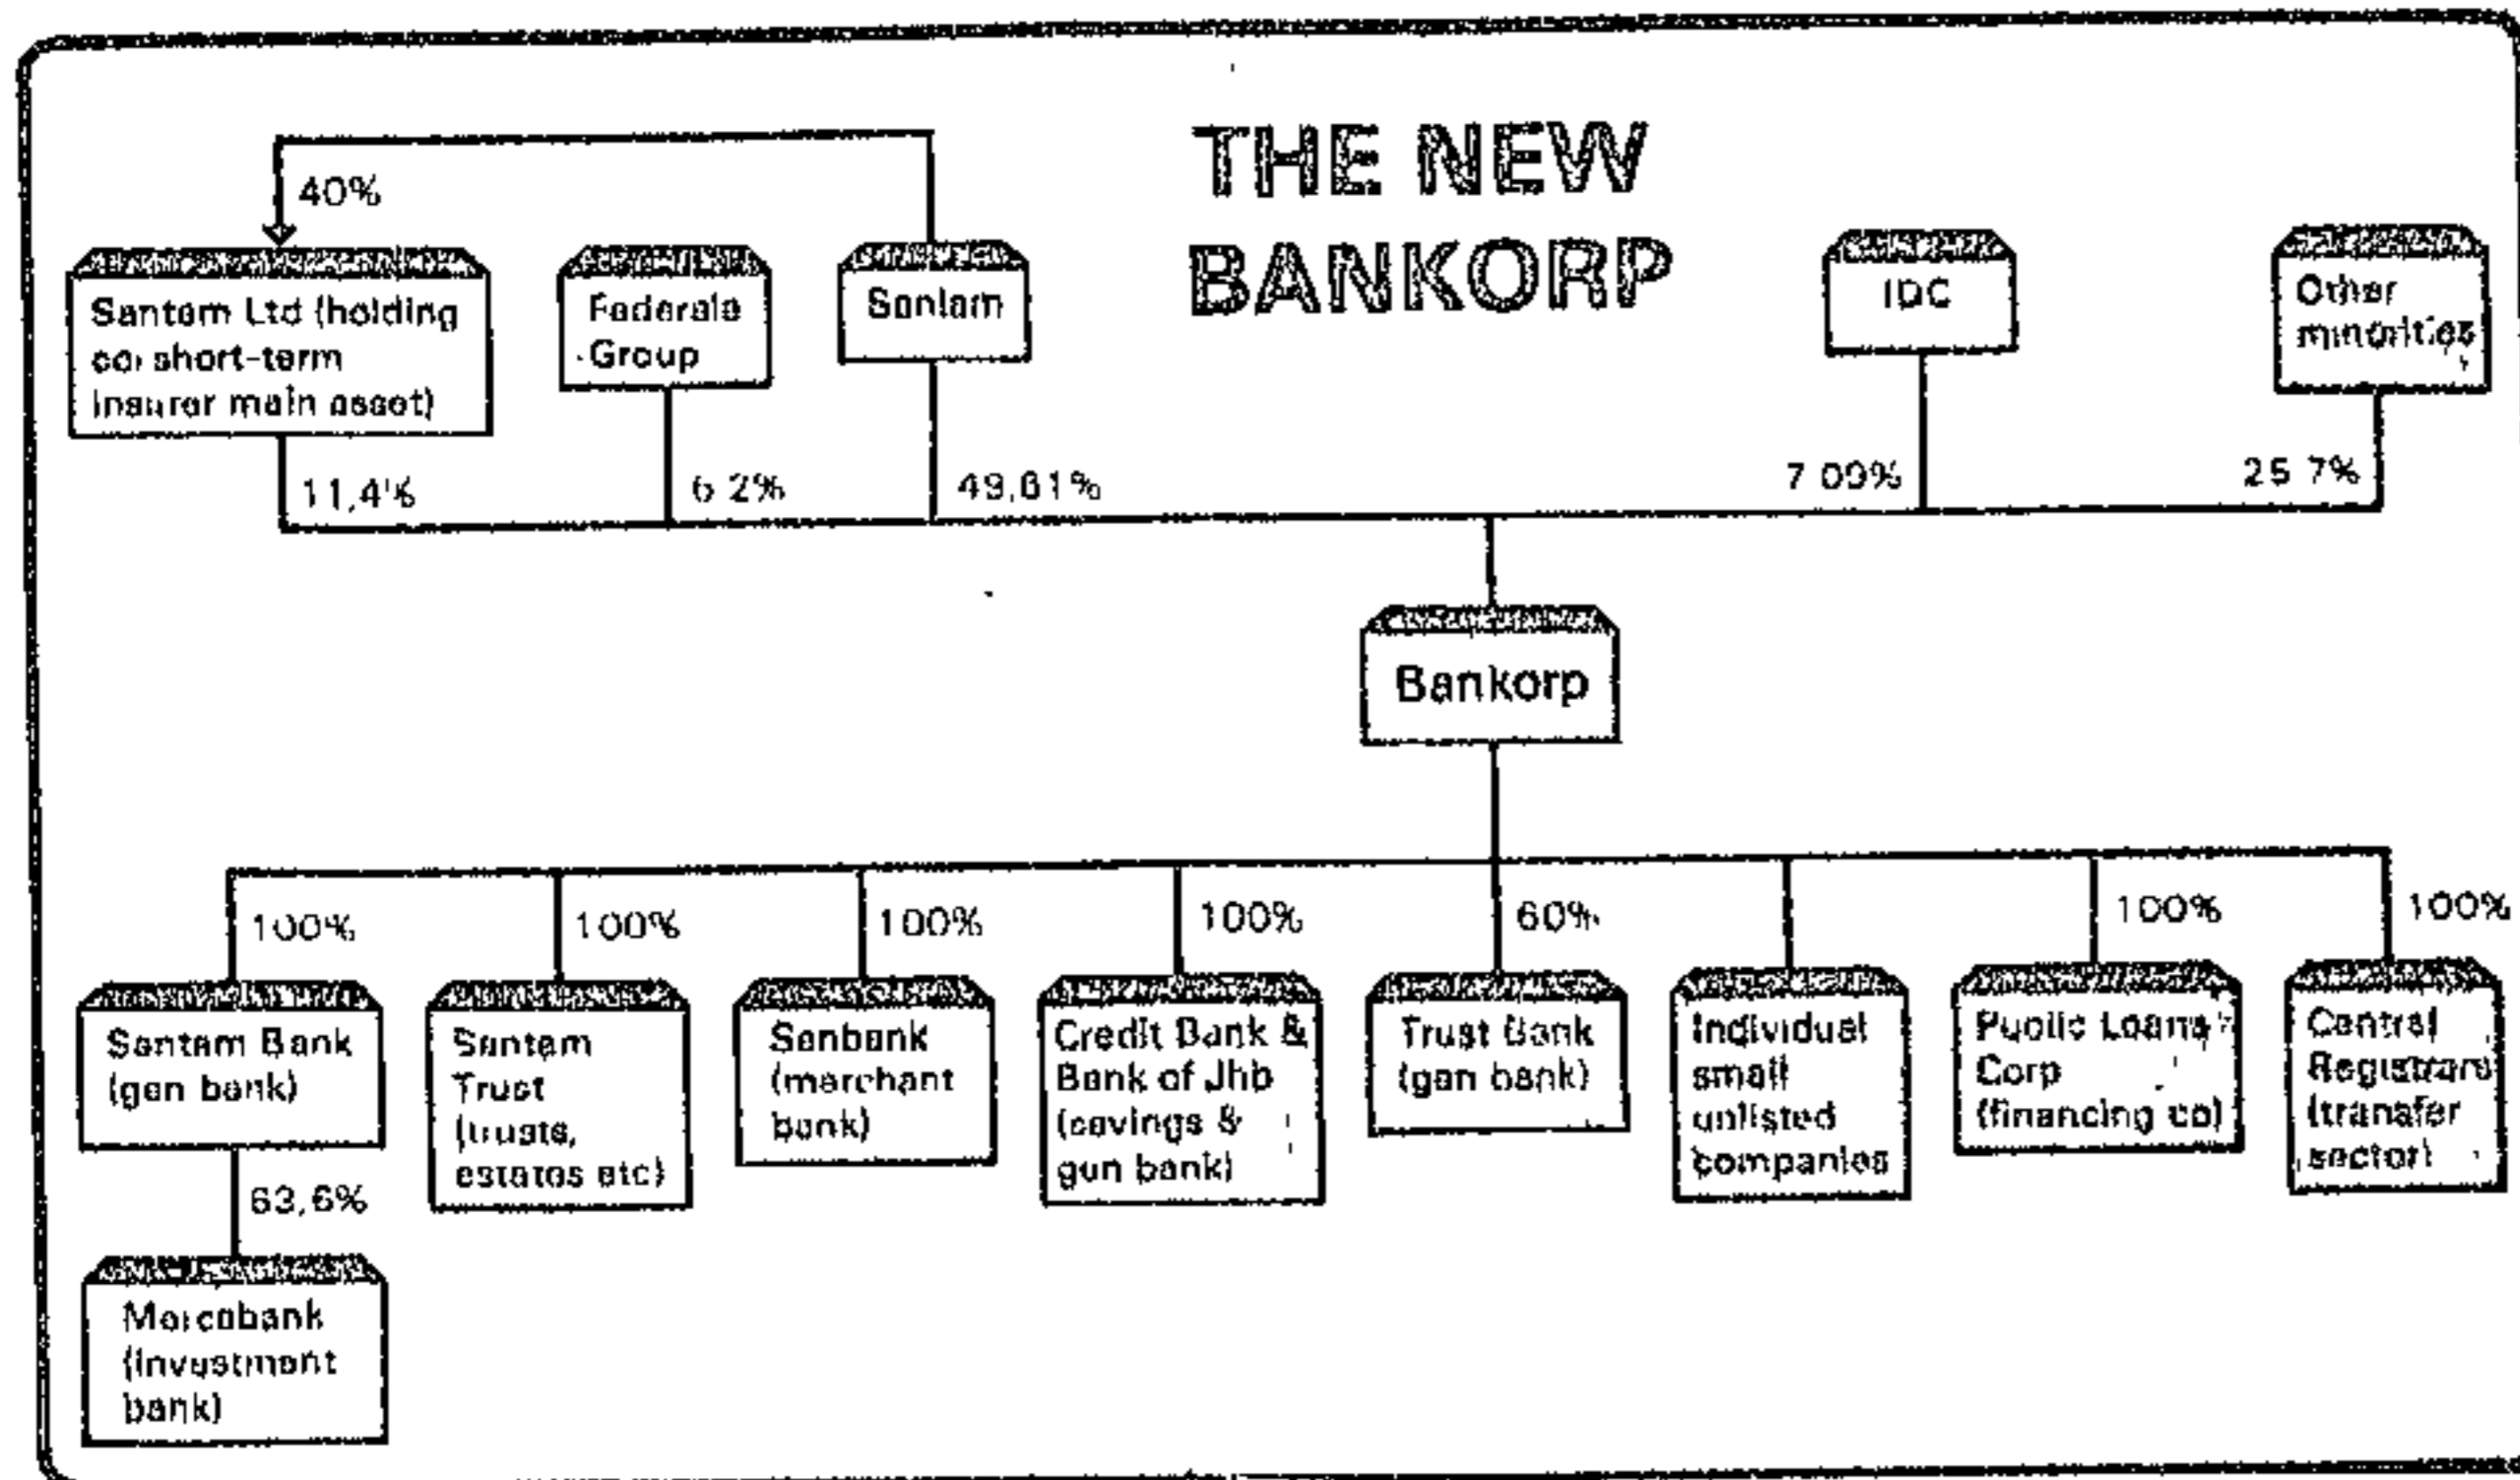 THE NEW
BANKORP
40%
Santam Ltd (holding
co: short-term
insurer main asset)
Federale
Group
Sanlam
IDC
Other
minorities
11,4%
6 2%
49,61%
7 09%
25 7%
Bankorp
100%
100%
100%
100%
60%
100%
100%
Santam Bank
(gen bank)
Santam
Trust
(trusts,
estates etc)
Senbank
(merchant
bank)
Credit Bank &
Bank of Jhb
(savings &
gen bank)
Trust Bank
(gen bank)
Individual
small
unlisted
companies
Public Loans
Corp
(financing co)
Central
Registrars
(transfer
sector)
63,6%
Mercabank
(investment
bank)